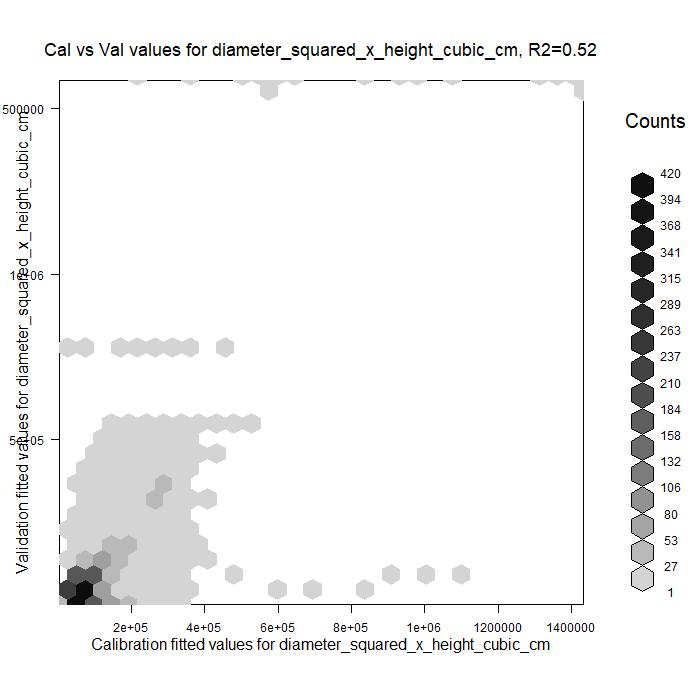 Cal vs Val values for diameter_squared_x_height_cubic_cm, R2=0.52
Counts
420
394
368
341
315
289
263
237
210
184
158
132
106
80
53
27
1
1500000
1e+06
5e+05
Validation fitted values for diameter_squared_x_height_cubic_cm
2e+05 4e+05 6e+05 8e+05 1e+06 1200000 1400000
Calibration fitted values for diameter_squared_x_height_cubic_cm